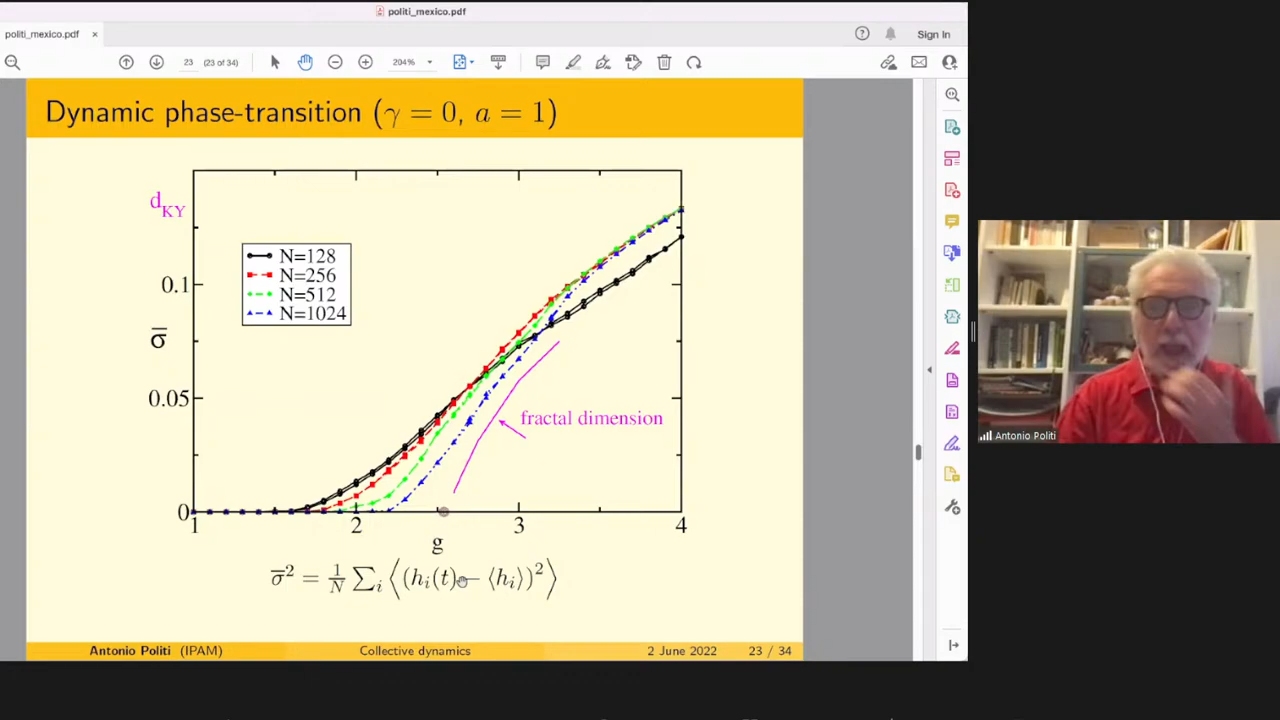 politi_mexico.pdf
politi_mexico.pdf ×
Sign In
23 (23 of 34) 204%
Dynamic phase-transition (γ = 0, a = 1)
d_KY
N=128
N=256
N=512
N=1024
0.1
σ̅
0.05
fractal dimension
0
1 2 3 4
g
σ̅² = 1/N ∑_i ⟨(h_i(t) − ⟨h_i⟩)²⟩
Antonio Politi (IPAM) Collective dynamics 2 June 2022 23 / 34
Antonio Politi